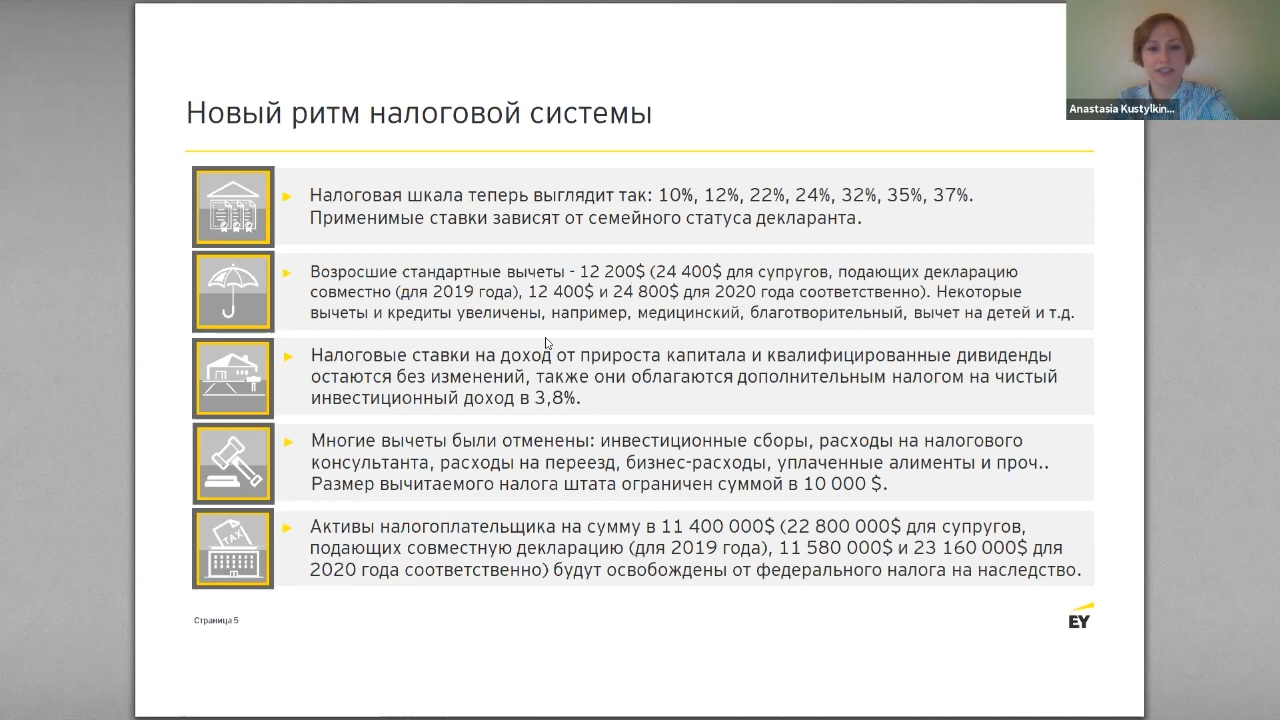 Anastasia Kustylkin...
Новый ритм налоговой системы
Налоговая шкала теперь выглядит так: 10%, 12%, 22%, 24%, 32%, 35%, 37%.
Применимые ставки зависят от семейного статуса декларанта.
Возросшие стандартные вычеты - 12 200$ (24 400$ для супругов, подающих декларацию
совместно (для 2019 года), 12 400$ и 24 800$ для 2020 года соответственно). Некоторые
вычеты и кредиты увеличены, например, медицинский, благотворительный, вычет на детей и т.д.
Налоговые ставки на доход от прироста капитала и квалифицированные дивиденды
остаются без изменений, также они облагаются дополнительным налогом на чистый
инвестиционный доход в 3,8%.
Многие вычеты были отменены: инвестиционные сборы, расходы на налогового
консультанта, расходы на переезд, бизнес-расходы, уплаченные алименты и проч..
Размер вычитаемого налога штата ограничен суммой в 10 000 $.
TAX
Активы налогоплательщика на сумму в 11 400 000$ (22 800 000$ для супругов,
подающих совместную декларацию (для 2019 года), 11 580 000$ и 23 160 000$ для
2020 года соответственно) будут освобождены от федерального налога на наследство.
Страница 5
EY